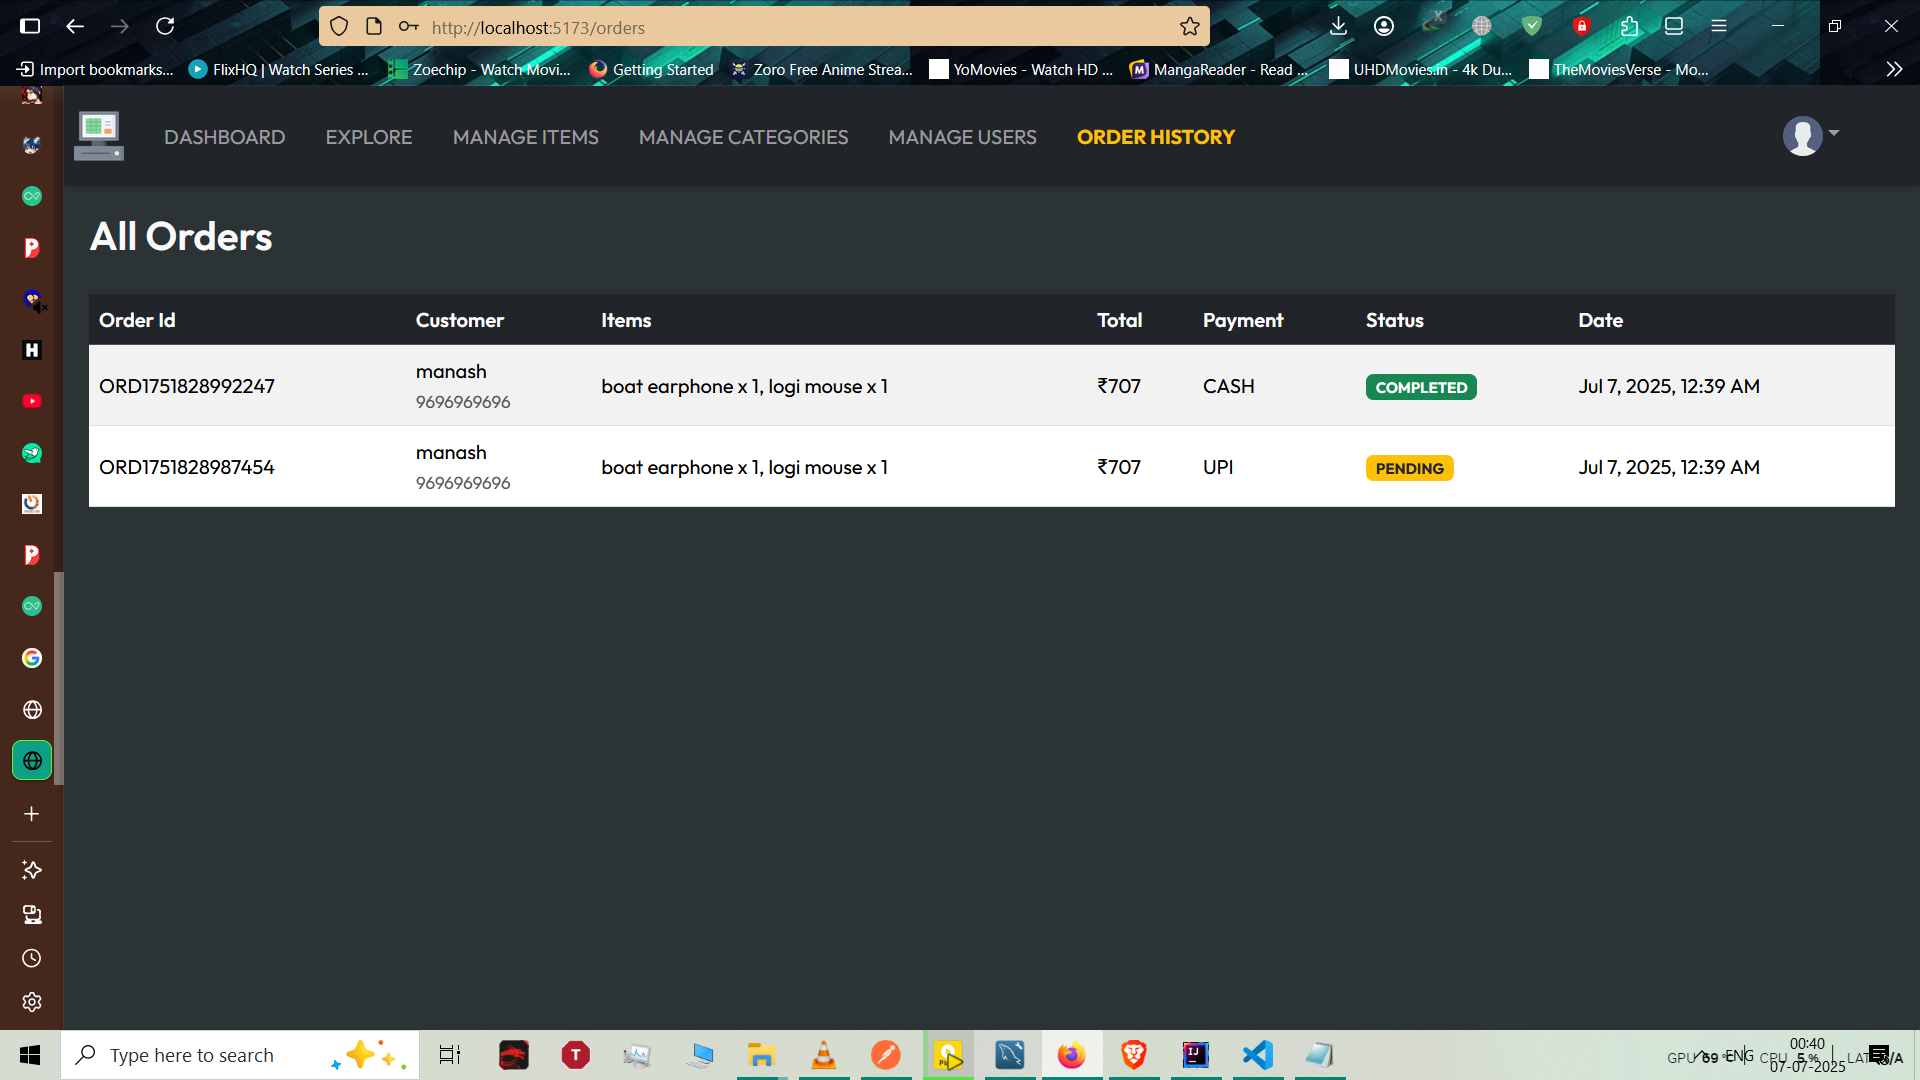 http://localhost:5173/orders
Import bookmarks... FlixHQ | Watch Series ... Zoechip - Watch Movi... Getting Started Zoro Free Anime Strea... YoMovies - Watch HD ... MangaReader - Read ... UHDMovies.in - 4k Du... TheMoviesVerse - Mo...
DASHBOARD EXPLORE MANAGE ITEMS MANAGE CATEGORIES MANAGE USERS ORDER HISTORY
All Orders
Order Id Customer Items Total Payment Status Date
ORD1751828992247 manash boat earphone x 1, logi mouse x 1 ₹707 CASH COMPLETED Jul 7, 2025, 12:39 AM
9696969696
ORD1751828987454 manash boat earphone x 1, logi mouse x 1 ₹707 UPI PENDING Jul 7, 2025, 12:39 AM
9696969696
Type here to search
GPU 69 °C ENG CPU 5 %
00:40
07-07-2025